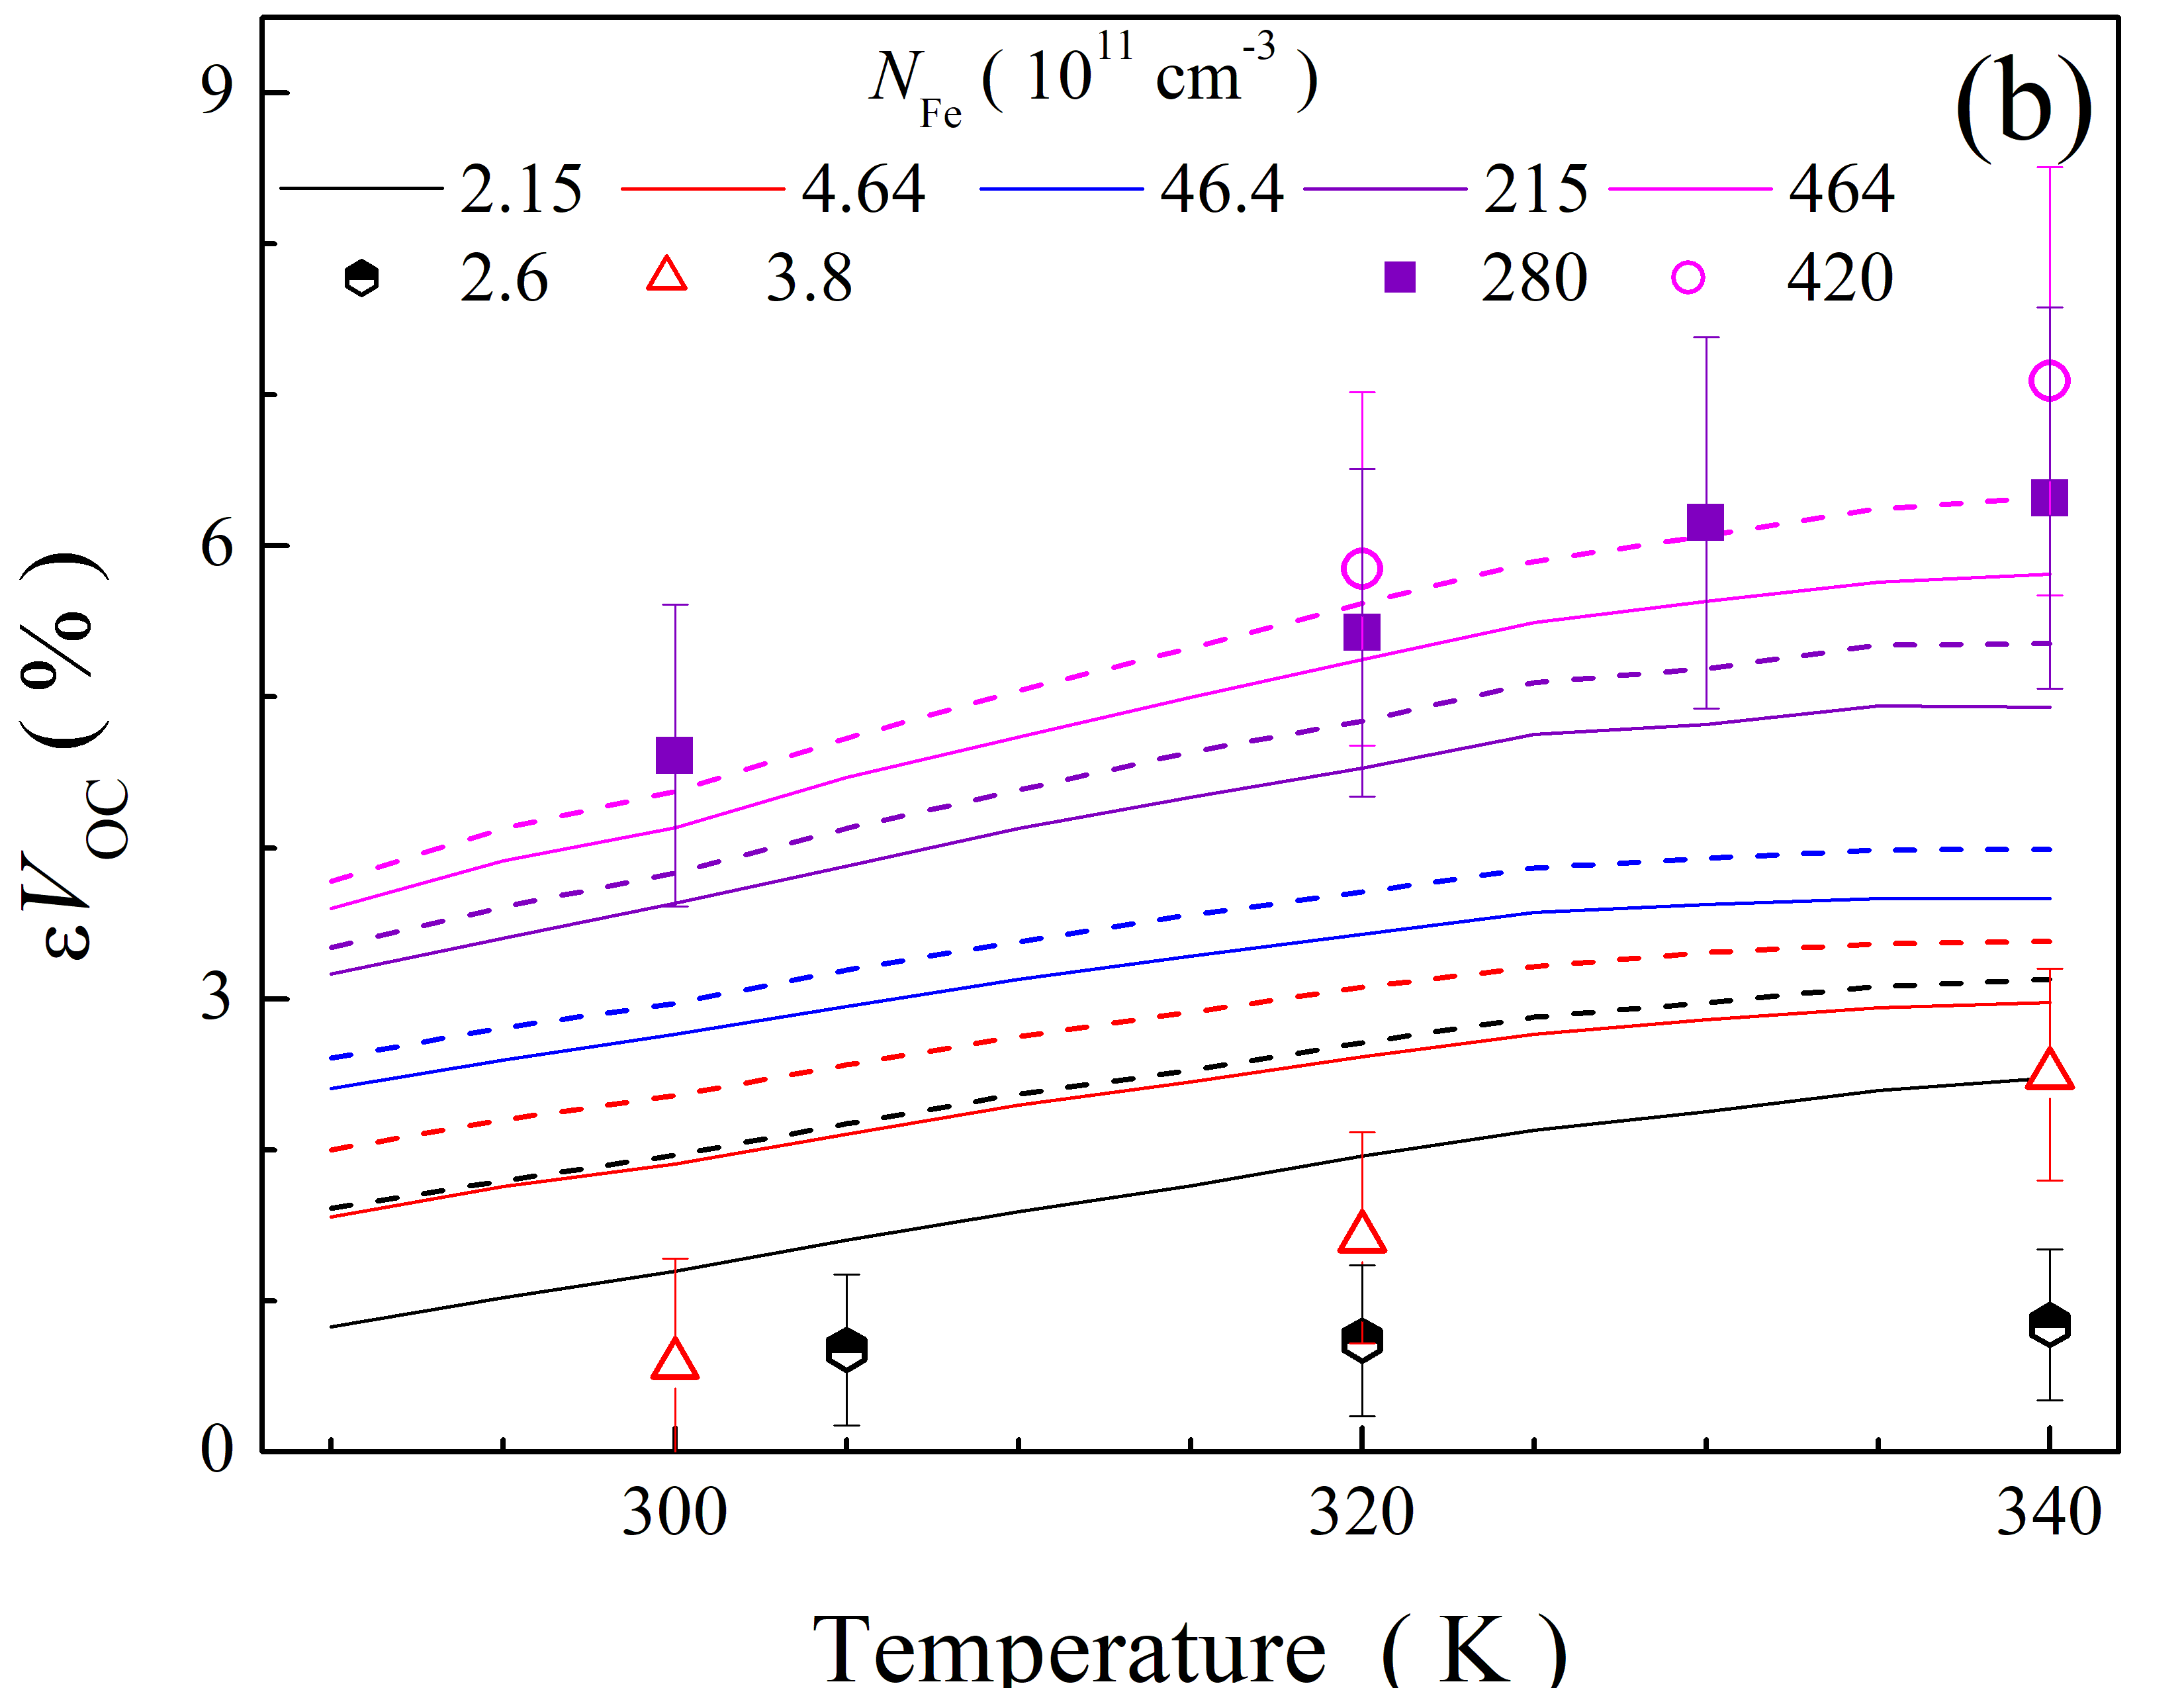 N_Fe ( 10^11 cm^-3 )
(b)
2.15 4.64 46.4 215 464
2.6 3.8 280 420
9
6
3
0
εV_OC ( % )
300 320 340
Temperature ( K )